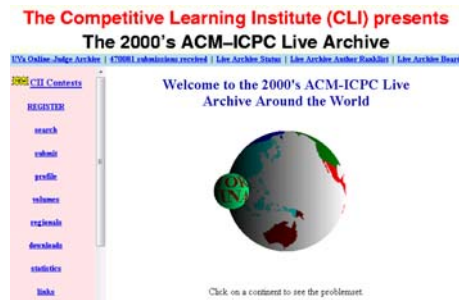 The Competitive Learning Institute (CLI) presents
The 2000's ACM–ICPC Live Archive
UVa Online-Judge Archive | 470081 submissions received | Live Archive Status | Live Archive Author Ranklist | Live Archive Board
CII Contests
REGISTER
search
submit
profile
volumes
regionals
downloads
statistics
links
Welcome to the 2000's ACM-ICPC Live
Archive Around the World
Click on a continent to see the problemset.